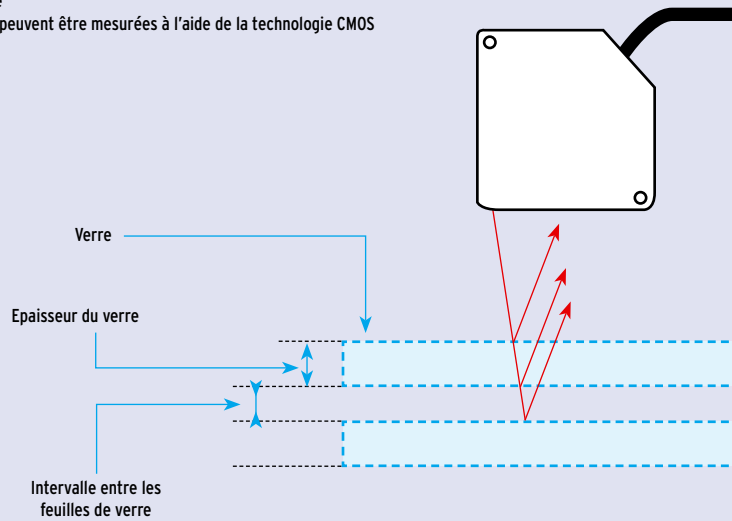 peuvent être mesurées à l'aide de la technologie CMOS
Verre
Epaisseur du verre
Intervalle entre les
feuilles de verre